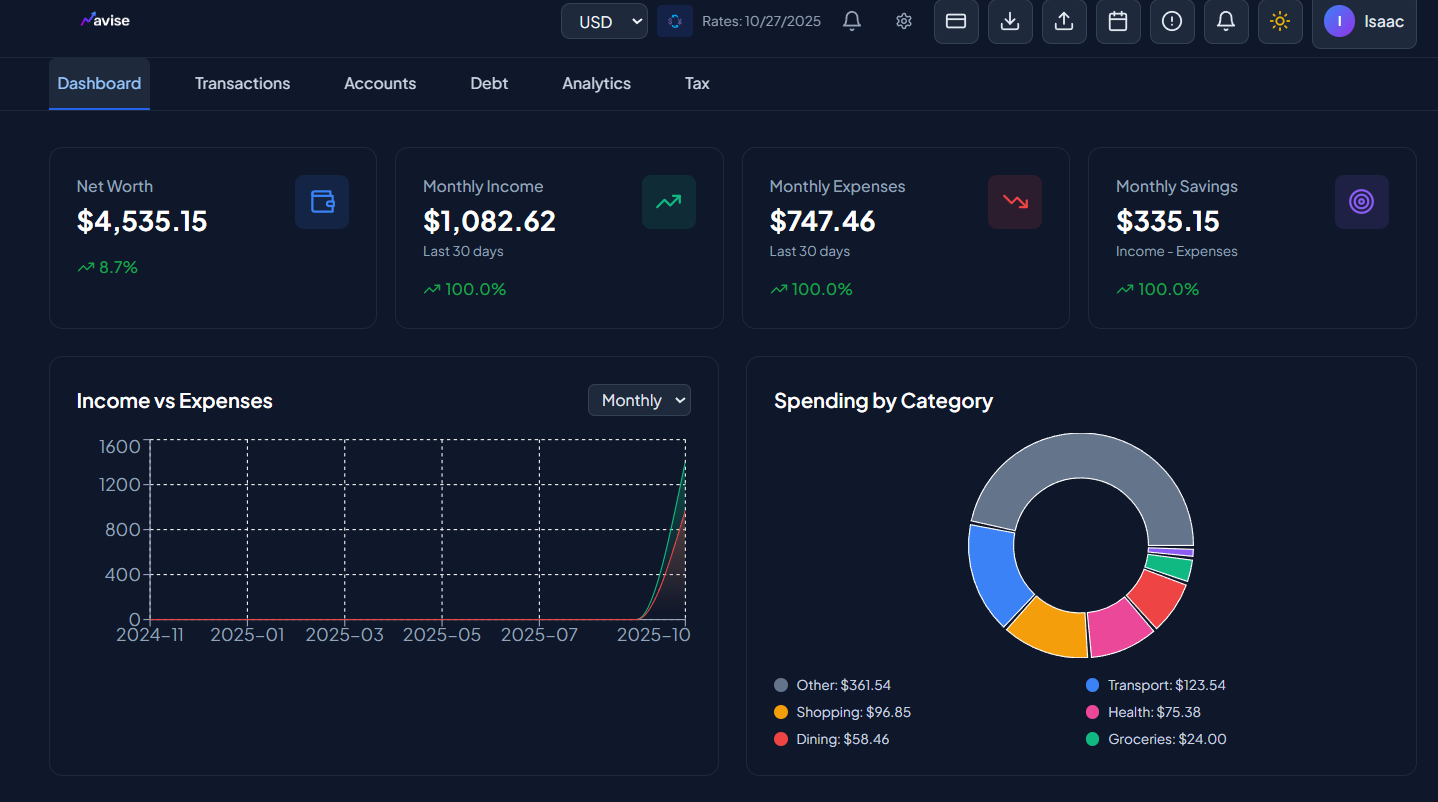 avise
USD
Rates: 10/27/2025
I
Isaac
Dashboard
Transactions
Accounts
Debt
Analytics
Tax
Net Worth
$4,535.15
8.7%
Monthly Income
$1,082.62
Last 30 days
100.0%
Monthly Expenses
$747.46
Last 30 days
100.0%
Monthly Savings
$335.15
Income - Expenses
100.0%
Income vs Expenses
Monthly
1600
1200
800
400
0
2024-11
2025-01
2025-03
2025-05
2025-07
2025-10
Spending by Category
Other: $361.54
Transport: $123.54
Shopping: $96.85
Health: $75.38
Dining: $58.46
Groceries: $24.00